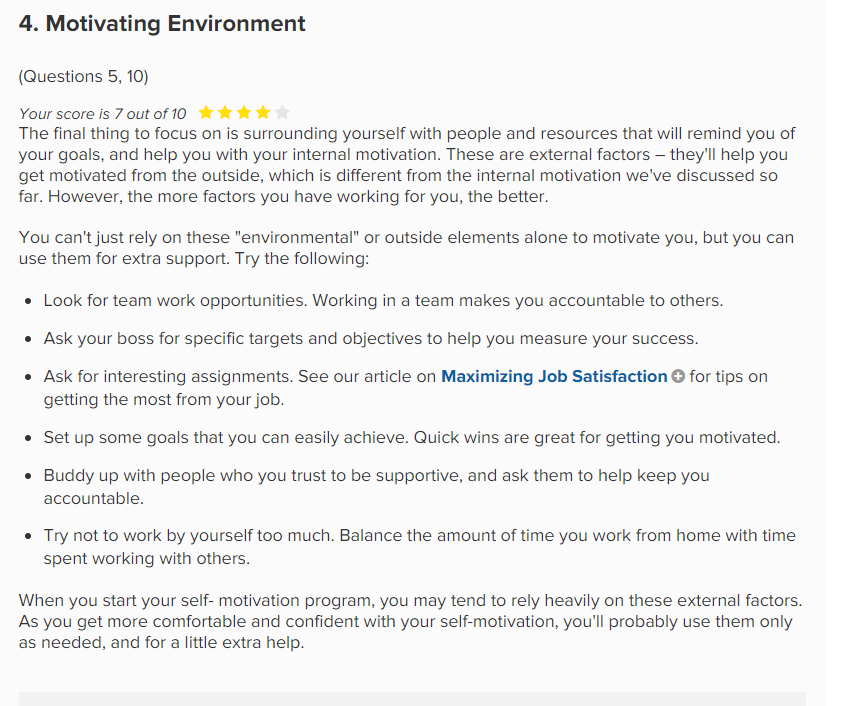 4. Motivating Environment
(Questions 5, 10)
Your score is 7 out of 10
The final thing to focus on is surrounding yourself with people and resources that will remind you of
your goals, and help you with your internal motivation. These are external factors – they'll help you
get motivated from the outside, which is different from the internal motivation we've discussed so
far. However, the more factors you have working for you, the better.
You can't just rely on these "environmental" or outside elements alone to motivate you, but you can
use them for extra support. Try the following:
• Look for team work opportunities. Working in a team makes you accountable to others.
• Ask your boss for specific targets and objectives to help you measure your success.
• Ask for interesting assignments. See our article on Maximizing Job Satisfaction for tips on
getting the most from your job.
• Set up some goals that you can easily achieve. Quick wins are great for getting you motivated.
• Buddy up with people who you trust to be supportive, and ask them to help keep you
accountable.
• Try not to work by yourself too much. Balance the amount of time you work from home with time
spent working with others.
When you start your self- motivation program, you may tend to rely heavily on these external factors.
As you get more comfortable and confident with your self-motivation, you'll probably use them only
as needed, and for a little extra help.